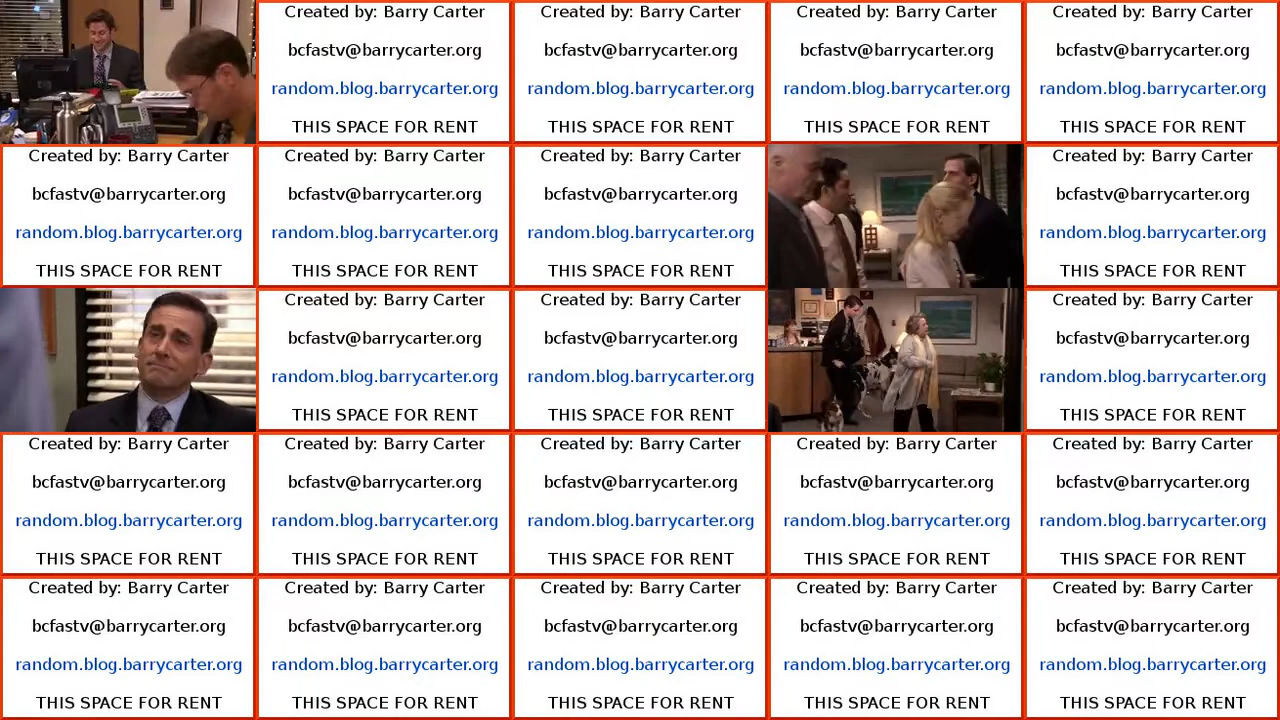 Created by: Barry Carter
bcfastv@barrycarter.org
random.blog.barrycarter.org
THIS SPACE FOR RENT
Created by: Barry Carter
bcfastv@barrycarter.org
random.blog.barrycarter.org
THIS SPACE FOR RENT
Created by: Barry Carter
bcfastv@barrycarter.org
random.blog.barrycarter.org
THIS SPACE FOR RENT
Created by: Barry Carter
bcfastv@barrycarter.org
random.blog.barrycarter.org
THIS SPACE FOR RENT
Created by: Barry Carter
bcfastv@barrycarter.org
random.blog.barrycarter.org
THIS SPACE FOR RENT
Created by: Barry Carter
bcfastv@barrycarter.org
random.blog.barrycarter.org
THIS SPACE FOR RENT
Created by: Barry Carter
bcfastv@barrycarter.org
random.blog.barrycarter.org
THIS SPACE FOR RENT
Created by: Barry Carter
bcfastv@barrycarter.org
random.blog.barrycarter.org
THIS SPACE FOR RENT
Created by: Barry Carter
bcfastv@barrycarter.org
random.blog.barrycarter.org
THIS SPACE FOR RENT
Created by: Barry Carter
bcfastv@barrycarter.org
random.blog.barrycarter.org
THIS SPACE FOR RENT
Created by: Barry Carter
bcfastv@barrycarter.org
random.blog.barrycarter.org
THIS SPACE FOR RENT
Created by: Barry Carter
bcfastv@barrycarter.org
random.blog.barrycarter.org
THIS SPACE FOR RENT
Created by: Barry Carter
bcfastv@barrycarter.org
random.blog.barrycarter.org
THIS SPACE FOR RENT
Created by: Barry Carter
bcfastv@barrycarter.org
random.blog.barrycarter.org
THIS SPACE FOR RENT
Created by: Barry Carter
bcfastv@barrycarter.org
random.blog.barrycarter.org
THIS SPACE FOR RENT
Created by: Barry Carter
bcfastv@barrycarter.org
random.blog.barrycarter.org
THIS SPACE FOR RENT
Created by: Barry Carter
bcfastv@barrycarter.org
random.blog.barrycarter.org
THIS SPACE FOR RENT
Created by: Barry Carter
bcfastv@barrycarter.org
random.blog.barrycarter.org
THIS SPACE FOR RENT
Created by: Barry Carter
bcfastv@barrycarter.org
random.blog.barrycarter.org
THIS SPACE FOR RENT
Created by: Barry Carter
bcfastv@barrycarter.org
random.blog.barrycarter.org
THIS SPACE FOR RENT
Created by: Barry Carter
bcfastv@barrycarter.org
random.blog.barrycarter.org
THIS SPACE FOR RENT